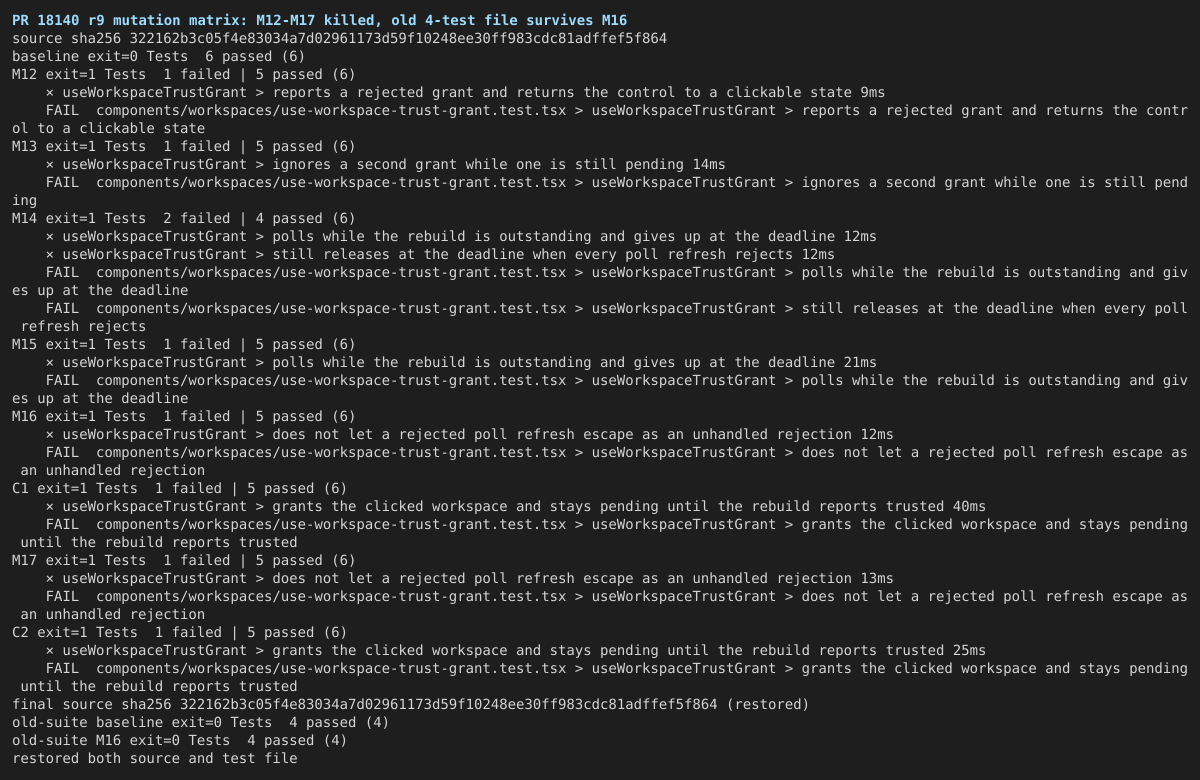 PR 18140 r9 mutation matrix: M12-M17 killed, old 4-test file survives M16
source sha256 322162b3c05f4e83034a7d02961173d59f10248ee30ff983cdc81adffef5f864
baseline exit=0 Tests  6 passed (6)
M12 exit=1 Tests  1 failed | 5 passed (6)
    × useWorkspaceTrustGrant > reports a rejected grant and returns the control to a clickable state 9ms
    FAIL  components/workspaces/use-workspace-trust-grant.test.tsx > useWorkspaceTrustGrant > reports a rejected grant and returns the contr
ol to a clickable state
M13 exit=1 Tests  1 failed | 5 passed (6)
    × useWorkspaceTrustGrant > ignores a second grant while one is still pending 14ms
    FAIL  components/workspaces/use-workspace-trust-grant.test.tsx > useWorkspaceTrustGrant > ignores a second grant while one is still pend
ing
M14 exit=1 Tests  2 failed | 4 passed (6)
    × useWorkspaceTrustGrant > polls while the rebuild is outstanding and gives up at the deadline 12ms
    × useWorkspaceTrustGrant > still releases at the deadline when every poll refresh rejects 12ms
    FAIL  components/workspaces/use-workspace-trust-grant.test.tsx > useWorkspaceTrustGrant > polls while the rebuild is outstanding and giv
es up at the deadline
    FAIL  components/workspaces/use-workspace-trust-grant.test.tsx > useWorkspaceTrustGrant > still releases at the deadline when every poll
 refresh rejects
M15 exit=1 Tests  1 failed | 5 passed (6)
    × useWorkspaceTrustGrant > polls while the rebuild is outstanding and gives up at the deadline 21ms
    FAIL  components/workspaces/use-workspace-trust-grant.test.tsx > useWorkspaceTrustGrant > polls while the rebuild is outstanding and giv
es up at the deadline
M16 exit=1 Tests  1 failed | 5 passed (6)
    × useWorkspaceTrustGrant > does not let a rejected poll refresh escape as an unhandled rejection 12ms
    FAIL  components/workspaces/use-workspace-trust-grant.test.tsx > useWorkspaceTrustGrant > does not let a rejected poll refresh escape as
 an unhandled rejection
C1 exit=1 Tests  1 failed | 5 passed (6)
    × useWorkspaceTrustGrant > grants the clicked workspace and stays pending until the rebuild reports trusted 40ms
    FAIL  components/workspaces/use-workspace-trust-grant.test.tsx > useWorkspaceTrustGrant > grants the clicked workspace and stays pending
 until the rebuild reports trusted
M17 exit=1 Tests  1 failed | 5 passed (6)
    × useWorkspaceTrustGrant > does not let a rejected poll refresh escape as an unhandled rejection 13ms
    FAIL  components/workspaces/use-workspace-trust-grant.test.tsx > useWorkspaceTrustGrant > does not let a rejected poll refresh escape as
 an unhandled rejection
C2 exit=1 Tests  1 failed | 5 passed (6)
    × useWorkspaceTrustGrant > grants the clicked workspace and stays pending until the rebuild reports trusted 25ms
    FAIL  components/workspaces/use-workspace-trust-grant.test.tsx > useWorkspaceTrustGrant > grants the clicked workspace and stays pending
 until the rebuild reports trusted
final source sha256 322162b3c05f4e83034a7d02961173d59f10248ee30ff983cdc81adffef5f864 (restored)
old-suite baseline exit=0 Tests  4 passed (4)
old-suite M16 exit=0 Tests  4 passed (4)
restored both source and test file